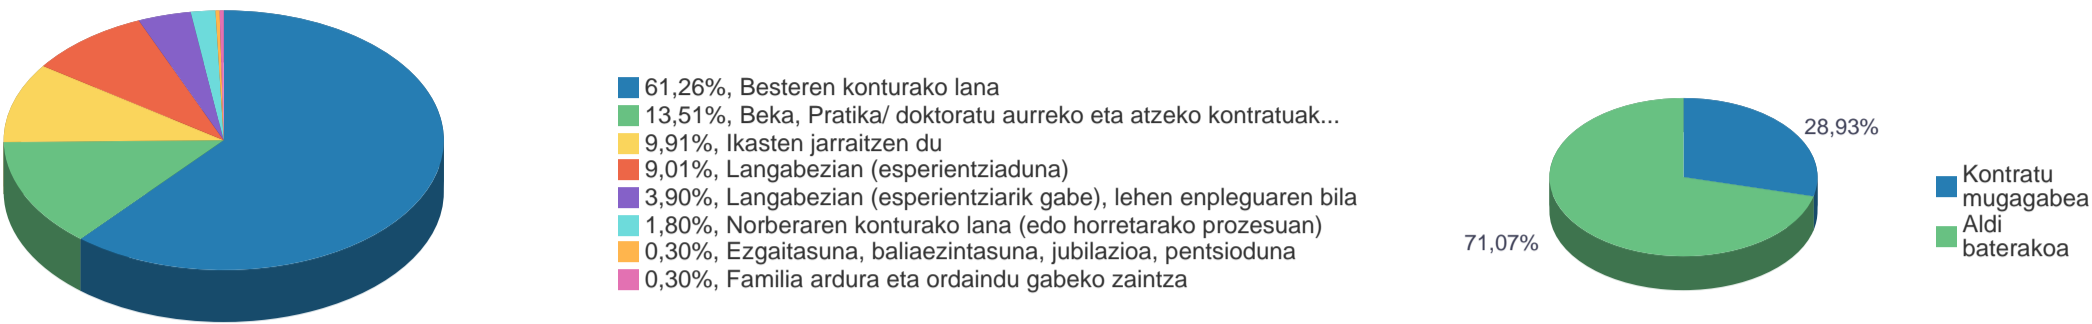 61,26%, Besteren konturako lana
13,51%, Beka, Pratika/ doktoratu aurreko eta atzeko kontratuak...
9,91%, Ikasten jarraitzen du
9,01%, Langabezian (esperientziaduna)
3,90%, Langabezian (esperientziarik gabe), lehen enpleguaren bila
1,80%, Norberaren konturako lana (edo horretarako prozesuan)
0,30%, Ezgaitasuna, baliaezintasuna, jubilazioa, pentsioduna
0,30%, Familia ardura eta ordaindu gabeko zaintza
28,93%
71,07%
Kontratu
mugagabea
Aldi
baterakoa